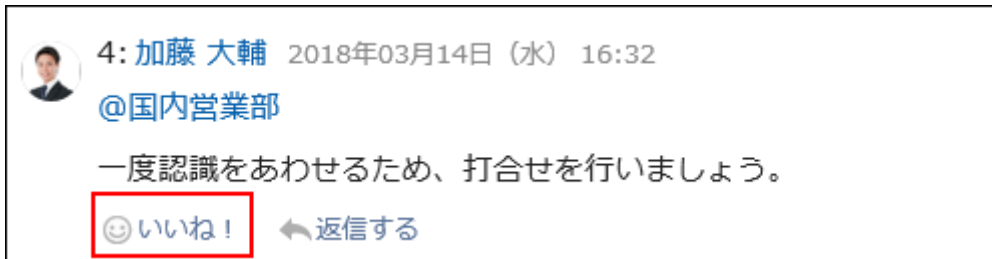 4: 加藤 大輔 2018年03月14日（水） 16:32
@国内営業部
一度認識をあわせるため、打合せを行いましょう。
いいね！ 返信する